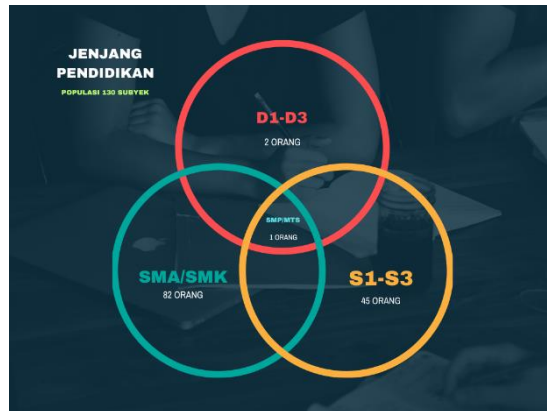 JENJANG
PENDIDIKAN
POPULASI 130 SUBYEK
D1-D3
2 ORANG
SMP/MTS
1 ORANG
SMA/SMK
82 ORANG
S1-S3
45 ORANG